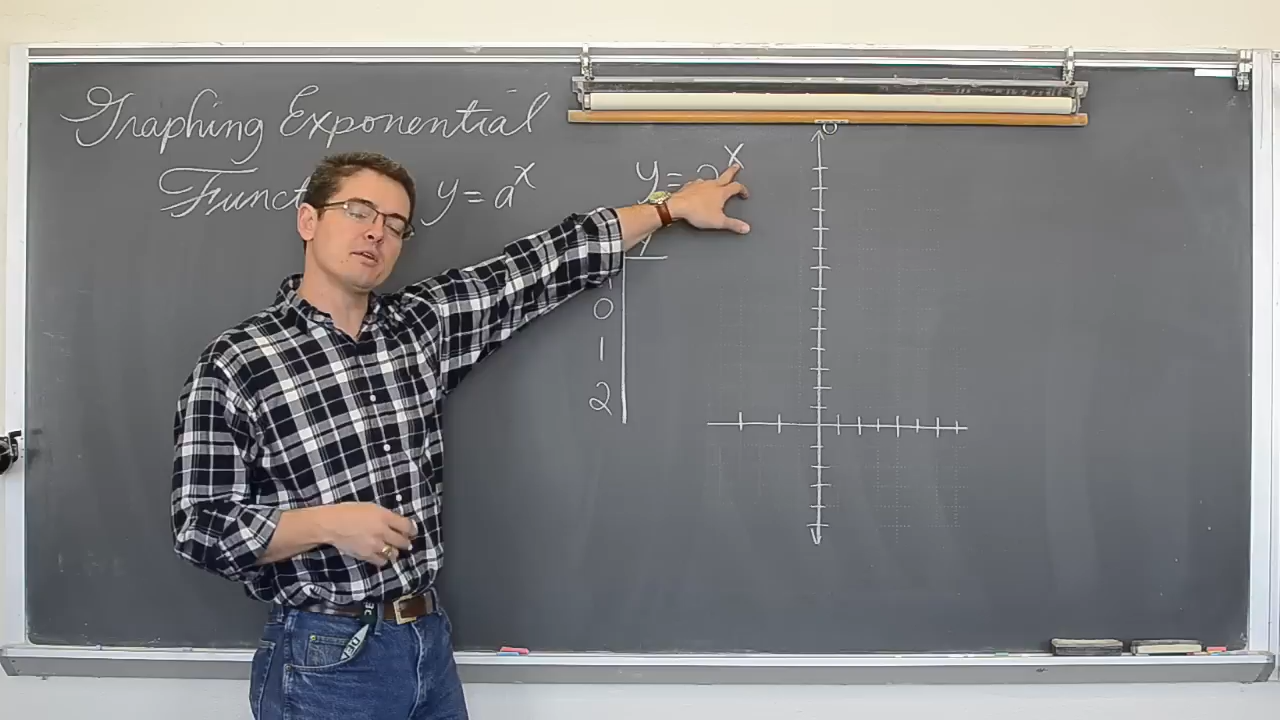 Graphing Exponential
Funct y = a^x
y = 2^x
y
0
1
2